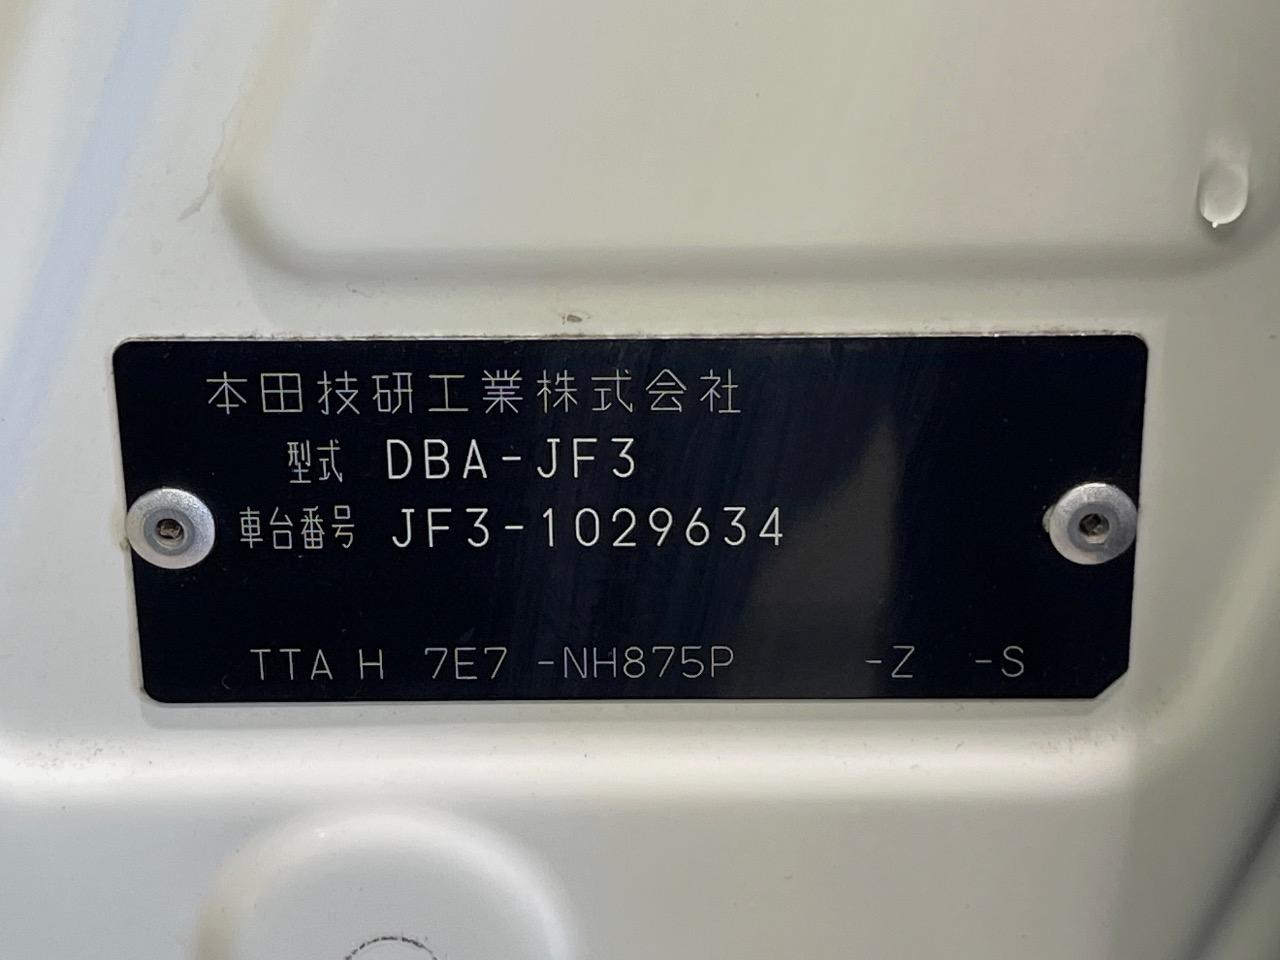 本田技研工業株式会社
型式 DBA-JF3
車台番号 JF3-1029634
TTA H 7E7 -NH875P -Z -S